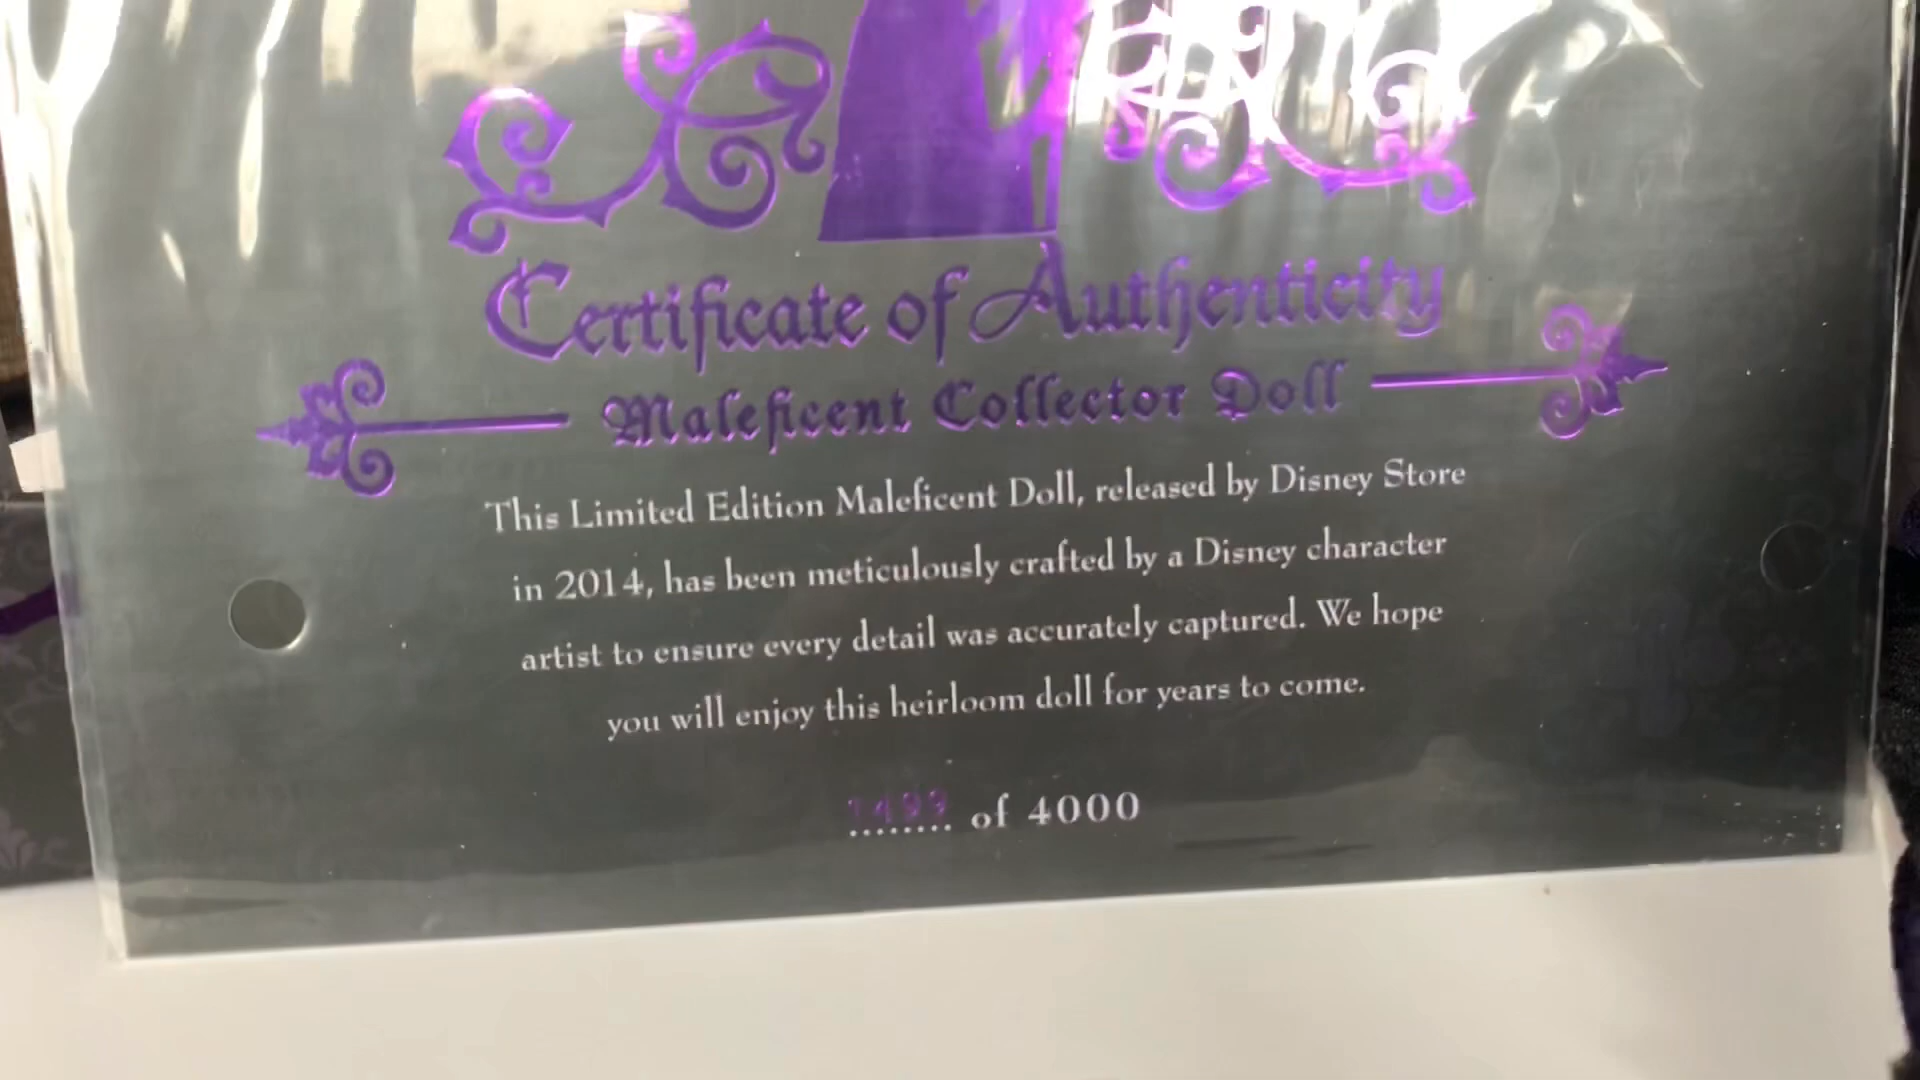 Certificate of Authenticity
Maleficent Collector Doll
This Limited Edition Maleficent Doll, released by Disney Store
in 2014, has been meticulously crafted by a Disney character
artist to ensure every detail was accurately captured. We hope
you will enjoy this heirloom doll for years to come.
of 4000